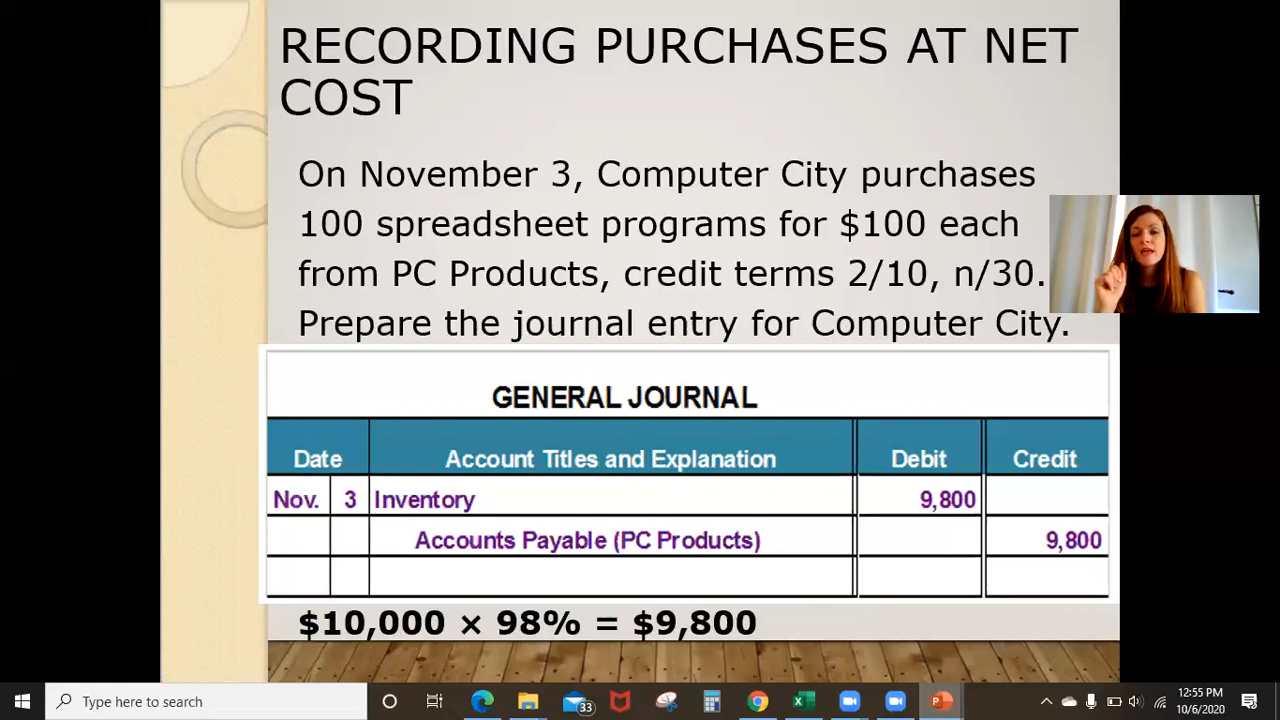 RECORDING PURCHASES AT NET
COST
On November 3, Computer City purchases
100 spreadsheet programs for $100 each
from PC Products, credit terms 2/10, n/30.
Prepare the journal entry for Computer City.
GENERAL JOURNAL
Date Account Titles and Explanation Debit Credit
Nov. 3 Inventory 9,800
Accounts Payable (PC Products) 9,800
$10,000 × 98% = $9,800
Type here to search
33
12:55 PM
10/6/2020